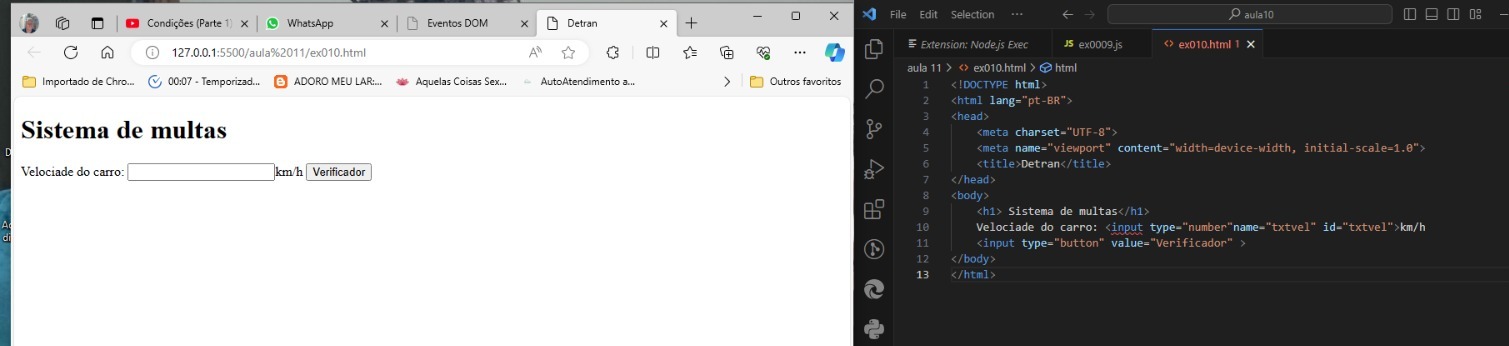 Condições (Parte 1)
WhatsApp
Eventos DOM
Detran
127.0.0.1:5500/aula%2011/ex010.html
Importado de Chro...
00:07 - Temporizad...
ADORO MEU LAR:...
Aquelas Coisas Sex...
AutoAtendimento a...
Outros favoritos
Sistema de multas
Velociade do carro: km/h Verificador
File Edit Selection ... aula10
Extension: Node.js Exec
JS ex0009.js
ex010.html 1
aula 11 > ex010.html > html
1 <!DOCTYPE html>
2 <html lang="pt-BR">
3 <head>
4 <meta charset="UTF-8">
5 <meta name="viewport" content="width=device-width, initial-scale=1.0">
6 <title>Detran</title>
7 </head>
8 <body>
9 <h1> Sistema de multas</h1>
10 Velociade do carro: <input type="number"name="txtvel" id="txtvel">km/h
11 <input type="button" value="Verificador" >
12 </body>
13 </html>